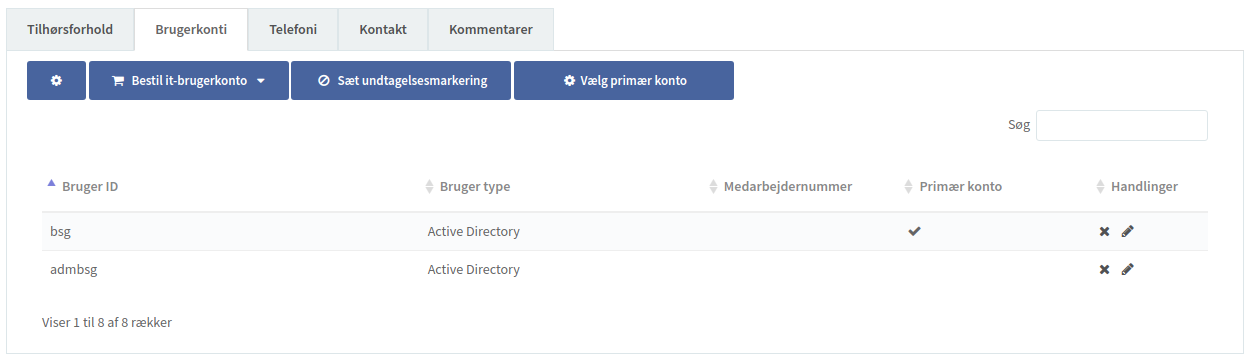 Tilhørsforhold Brugerkonti Telefoni Kontakt Kommentarer
Bestil it-brugerkonto Sæt undtagelsesmarkering Vælg primær konto
Søg
Bruger ID Bruger type Medarbejdernummer Primær konto Handlinger
bsg Active Directory
admbsg Active Directory
Viser 1 til 8 af 8 rækker